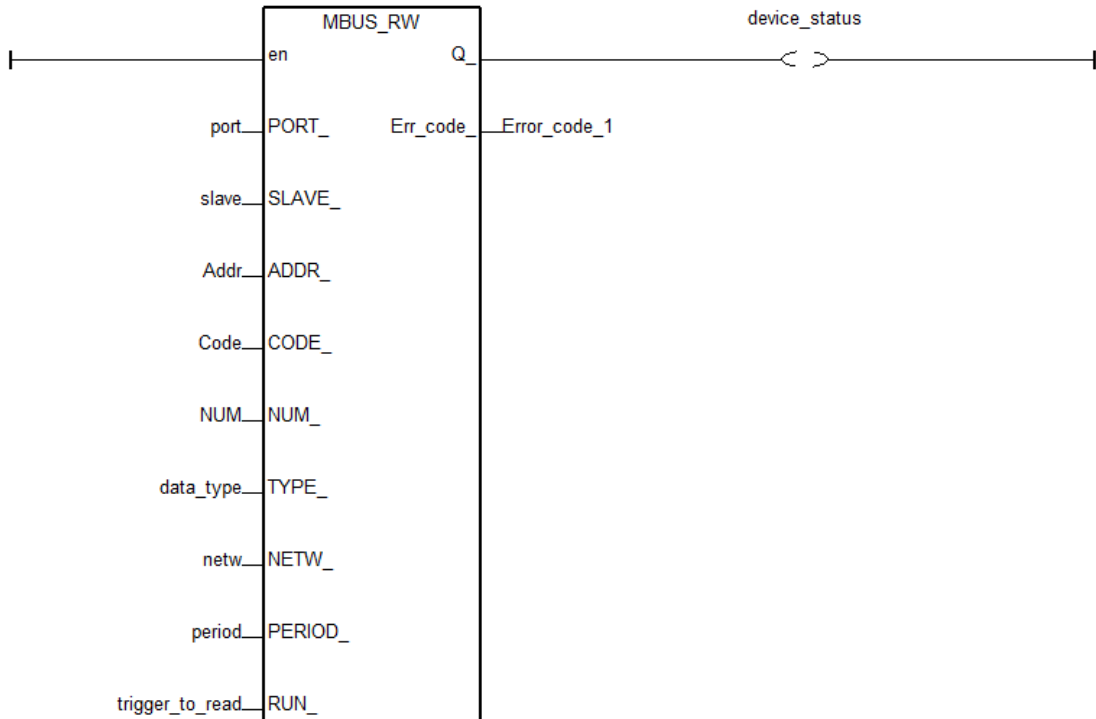 MBUS_RW
device_status
en Q_
port PORT_ Err_code_ Error_code_1
slave SLAVE_
Addr ADDR_
Code CODE_
NUM NUM_
data_type TYPE_
netw NETW_
period PERIOD_
trigger_to_read RUN_